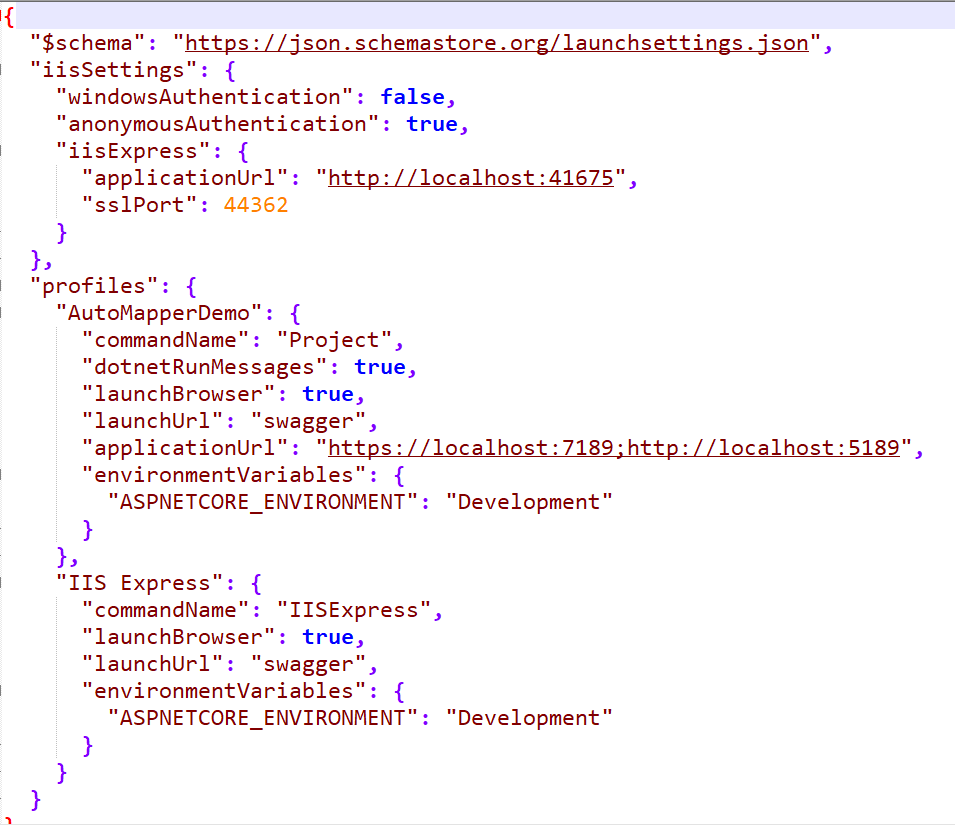 {
  "$schema": "https://json.schemastore.org/launchsettings.json",
  "iisSettings": {
    "windowsAuthentication": false,
    "anonymousAuthentication": true,
    "iisExpress": {
      "applicationUrl": "http://localhost:41675",
      "sslPort": 44362
    }
  },
  "profiles": {
    "AutoMapperDemo": {
      "commandName": "Project",
      "dotnetRunMessages": true,
      "launchBrowser": true,
      "launchUrl": "swagger",
      "applicationUrl": "https://localhost:7189;http://localhost:5189",
      "environmentVariables": {
        "ASPNETCORE_ENVIRONMENT": "Development"
      }
    },
    "IIS Express": {
      "commandName": "IISExpress",
      "launchBrowser": true,
      "launchUrl": "swagger",
      "environmentVariables": {
        "ASPNETCORE_ENVIRONMENT": "Development"
      }
    }
  }
}